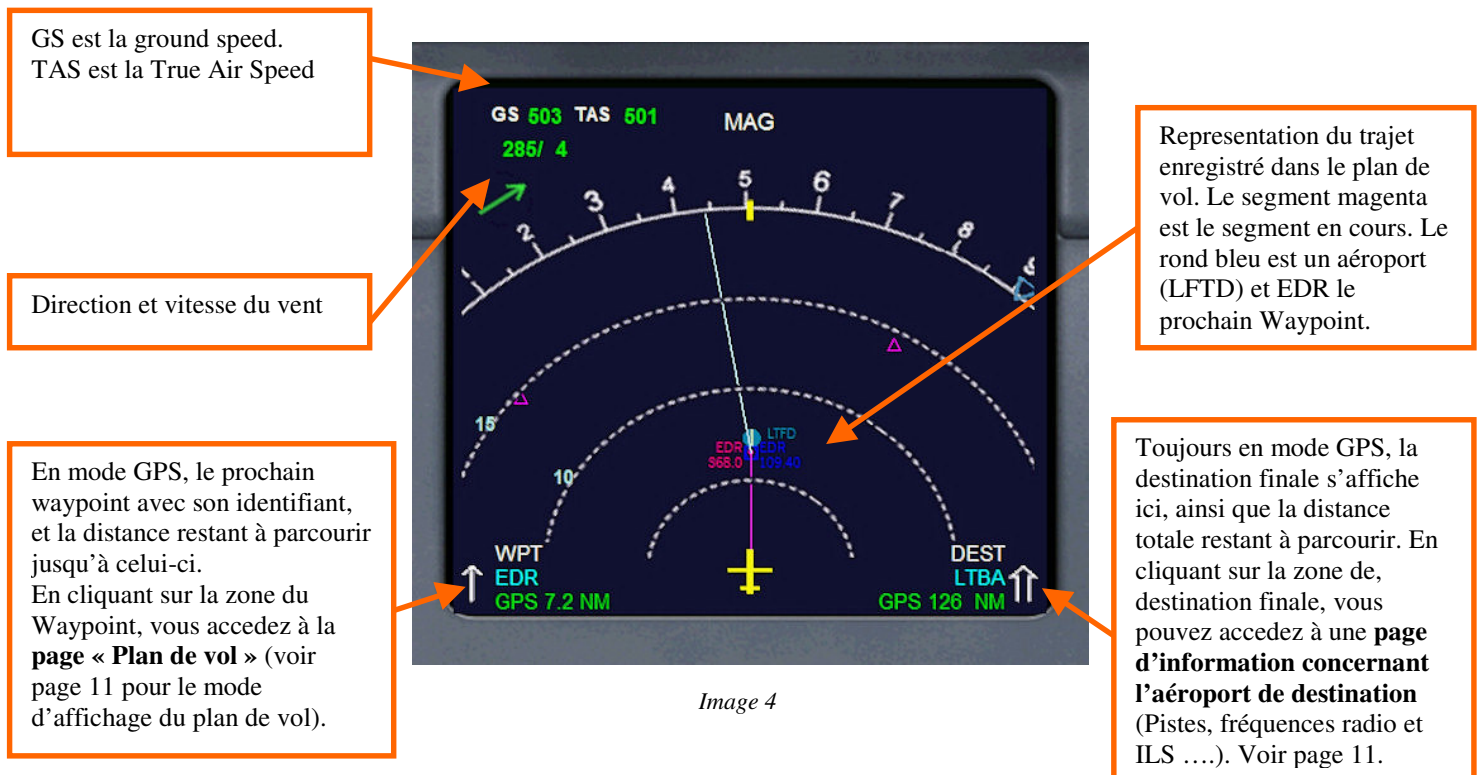 GS est la ground speed.
TAS est la True Air Speed
Direction et vitesse du vent
En mode GPS, le prochain
waypoint avec son identifiant,
et la distance restant à parcourir
jusqu'à celui-ci.
En cliquant sur la zone du
Waypoint, vous accedez à la
page « Plan de vol » (voir
page 11 pour le mode
d'affichage du plan de vol).
GS 503 TAS 501
MAG
285/ 4
2 3 4 5 6 7 8
15
10
LTFD
EDR EDR
368.0 109.40
WPT
EDR
GPS 7.2 NM
DEST
LTBA
GPS 126 NM
Image 4
Representation du trajet
enregistré dans le plan de
vol. Le segment magenta
est le segment en cours. Le
rond bleu est un aéroport
(LFTD) et EDR le
prochain Waypoint.
Toujours en mode GPS, la
destination finale s'affiche
ici, ainsi que la distance
totale restant à parcourir. En
cliquant sur la zone de,
destination finale, vous
pouvez accedez à une page
d'information concernant
l'aéroport de destination
(Pistes, fréquences radio et
ILS ….). Voir page 11.